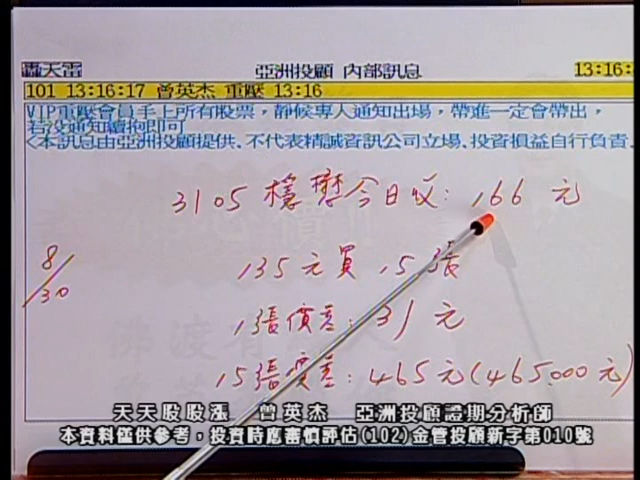 轟天雷 亞洲投顧 內部訊息 13:16:
101 13:16:17 曾英杰 重壓 13:16
VIP重壓會員手上所有股票，靜候專人通知出場，帶進一定會帶出，
若沒通知續抱即可
<本訊息由亞洲投顧提供、不代表精誠資訊公司立場、投資損益自行負責.
3105 穩懋今日收：166 元
8/30
135元買 15張
1張價差：31元
15張價差：465元(465,000元)
天天股股漲 曾英杰 亞洲投顧證期分析師
本資料僅供參考，投資時應審慎評估(102)金管投顧新字第010號